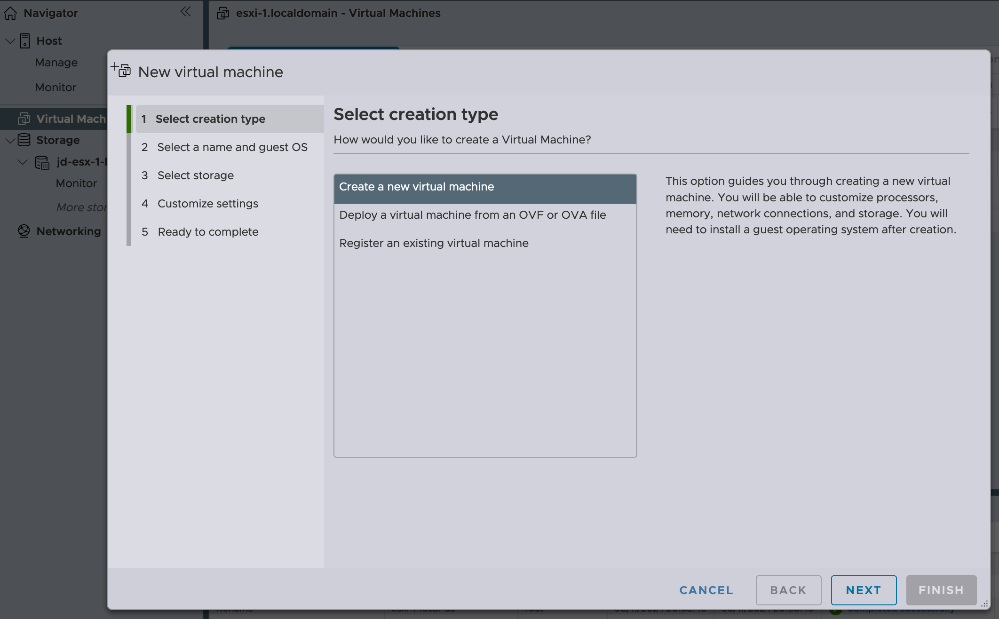 Navigator
esxi-1.localdomain - Virtual Machines
Host
Manage
Monitor
Virtual Mach
Storage
jd-esx-1-
Monitor
More stor
Networking
New virtual machine
1 Select creation type
2 Select a name and guest OS
3 Select storage
4 Customize settings
5 Ready to complete
Select creation type
How would you like to create a Virtual Machine?
Create a new virtual machine
Deploy a virtual machine from an OVF or OVA file
Register an existing virtual machine
This option guides you through creating a new virtual
machine. You will be able to customize processors,
memory, network connections, and storage. You will
need to install a guest operating system after creation.
CANCEL
BACK
NEXT
FINISH